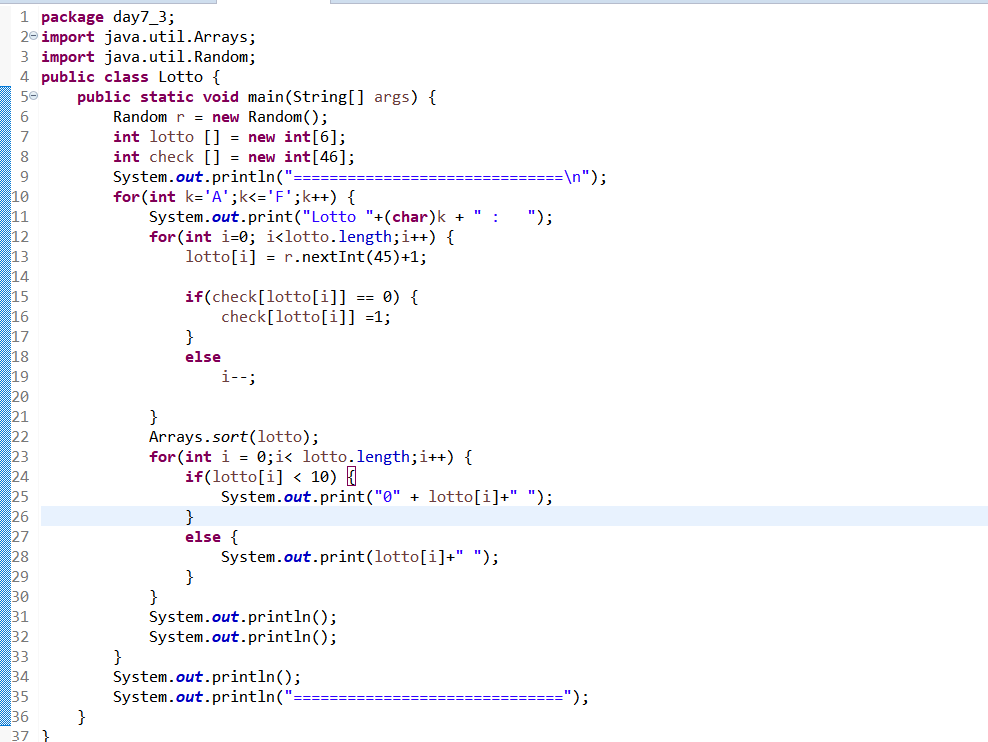 1 package day7_3;
2 import java.util.Arrays;
3 import java.util.Random;
4 public class Lotto {
5     public static void main(String[] args) {
6         Random r = new Random();
7         int lotto [] = new int[6];
8         int check [] = new int[46];
9         System.out.println("==============================\n");
10         for(int k='A';k<='F';k++) {
11             System.out.print("Lotto "+(char)k + " :   ");
12             for(int i=0; i<lotto.length;i++) {
13                 lotto[i] = r.nextInt(45)+1;
14
15                 if(check[lotto[i]] == 0) {
16                     check[lotto[i]] =1;
17                 }
18                 else
19                     i--;
20
21             }
22             Arrays.sort(lotto);
23             for(int i = 0;i< lotto.length;i++) {
24                 if(lotto[i] < 10) {
25                     System.out.print("0" + lotto[i]+" ");
26                 }
27                 else {
28                     System.out.print(lotto[i]+" ");
29                 }
30             }
31             System.out.println();
32             System.out.println();
33         }
34         System.out.println();
35         System.out.println("==============================");
36     }
37 }